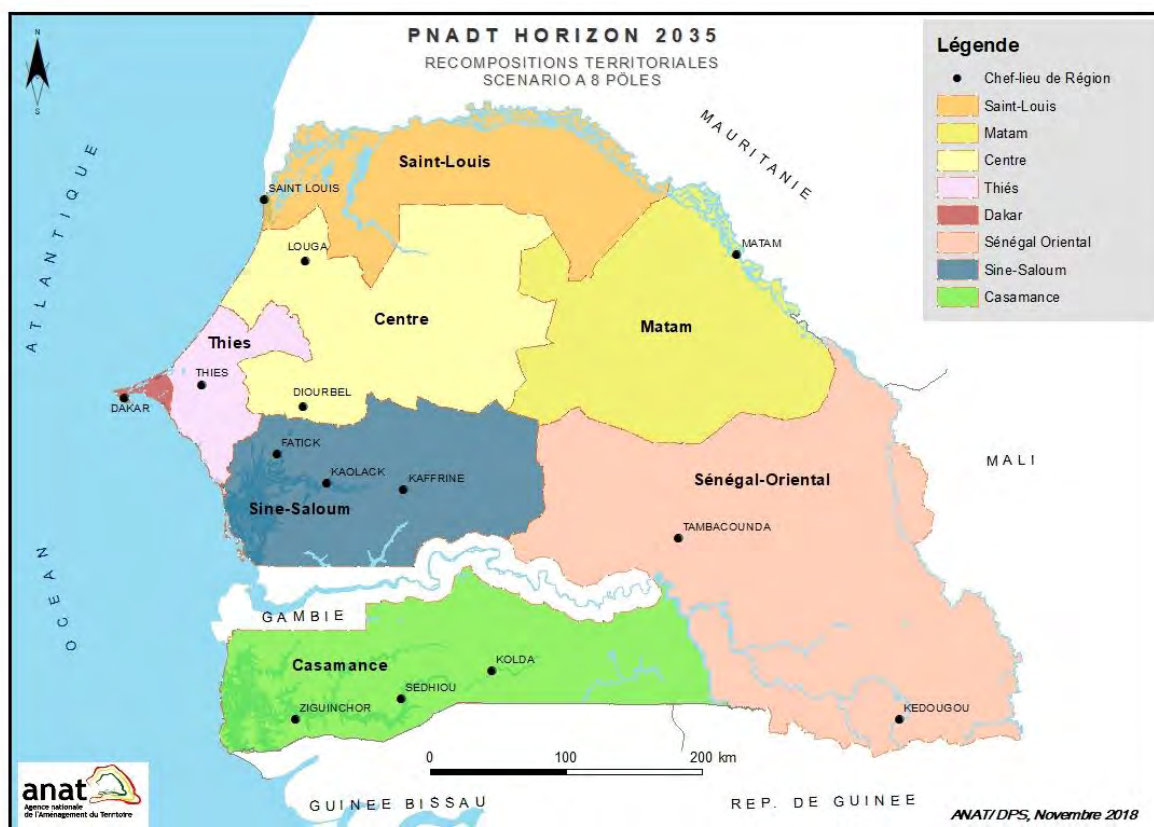 PNADT HORIZON 2035
RECOMPOSITIONS TERRITORIALES
SCENARIO A 8 PÖLES
N
S
Légende
Chef-lieu de Région
Saint-Louis
Matam
Centre
Thiés
Dakar
Sénégal Oriental
Sine-Saloum
Casamance
MAURITANIE
OCEAN ATLANTIQUE
Saint-Louis
SAINT LOUIS
LOUGA
MATAM
Centre
Matam
Thies
THIES
DAKAR
DIOURBEL
FATICK
KAOLACK
KAFFRINE
Sine-Saloum
MALI
Sénégal-Oriental
TAMBACOUNDA
GAMBIE
Casamance
KOLDA
SEDHIOU
ZIGUINCHOR
KEDOUGOU
0 100 200 km
GUINEE BISSAU
REP. DE GUINEE
anat
Agence nationale
de l'Aménagement du Territoire
ANAT/DPS, Novembre 2018